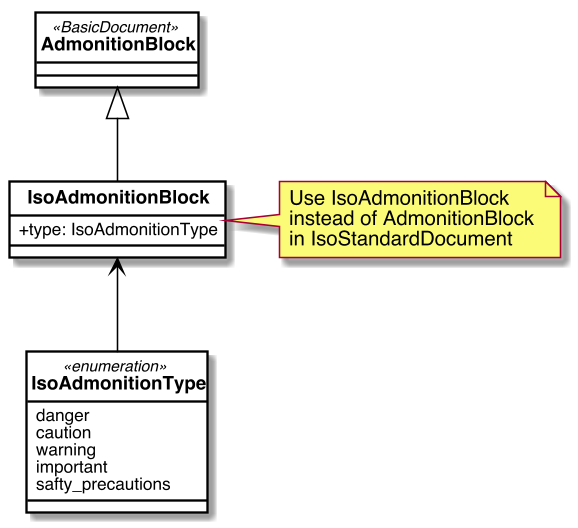 «BasicDocument»
AdmonitionBlock
IsoAdmonitionBlock
+type: IsoAdmonitionType
Use IsoAdmonitionBlock
instead of AdmonitionBlock
in IsoStandardDocument
«enumeration»
IsoAdmonitionType
danger
caution
warning
important
safty_precautions